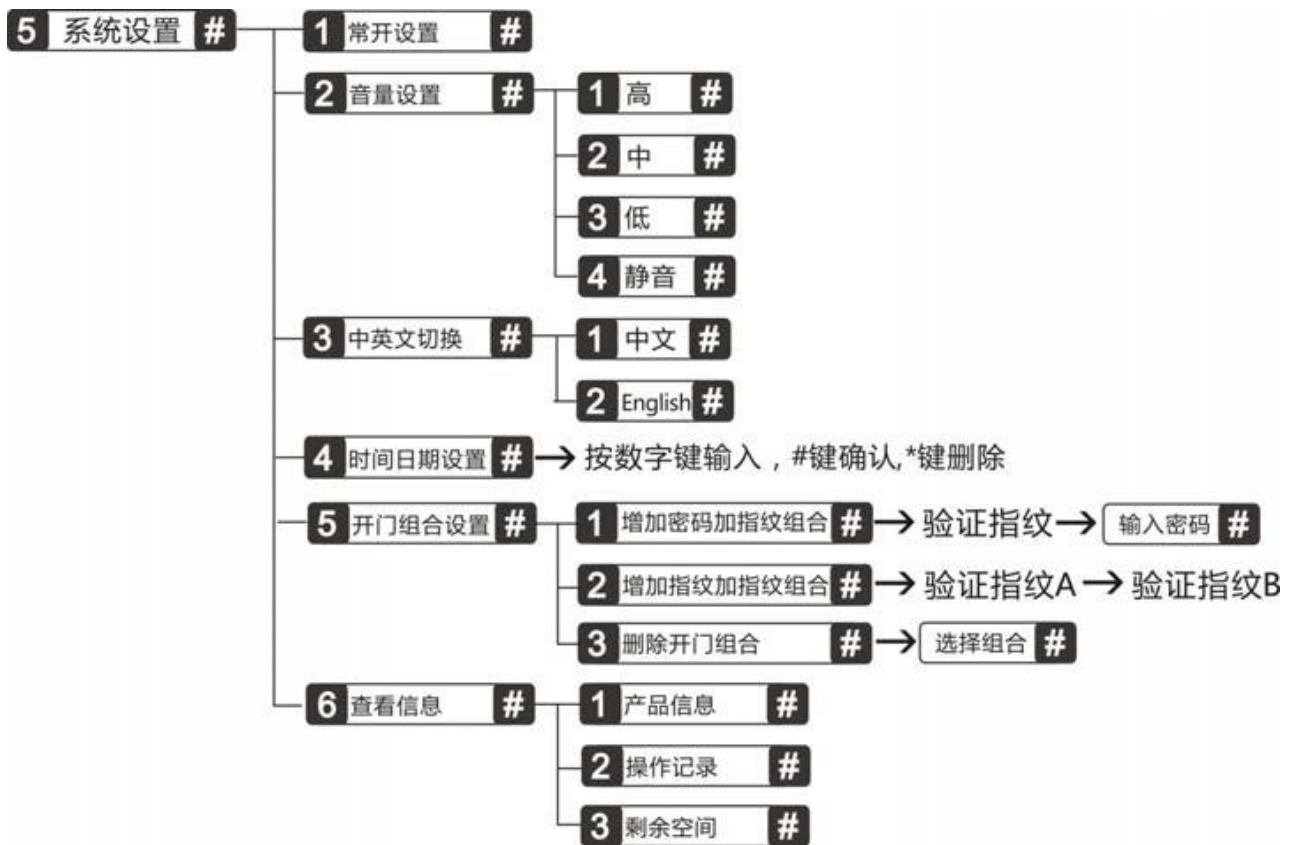 5 系统设置 #
1 常开设置 #
2 音量设置 #
1 高 #
2 中 #
3 低 #
4 静音 #
3 中英文切换 #
1 中文 #
2 English #
4 时间日期设置 # → 按数字键输入，#键确认,*键删除
5 开门组合设置 #
1 增加密码加指纹组合 # → 验证指纹 → 输入密码 #
2 增加指纹加指纹组合 # → 验证指纹A → 验证指纹B
3 删除开门组合 # → 选择组合 #
6 查看信息 #
1 产品信息 #
2 操作记录 #
3 剩余空间 #